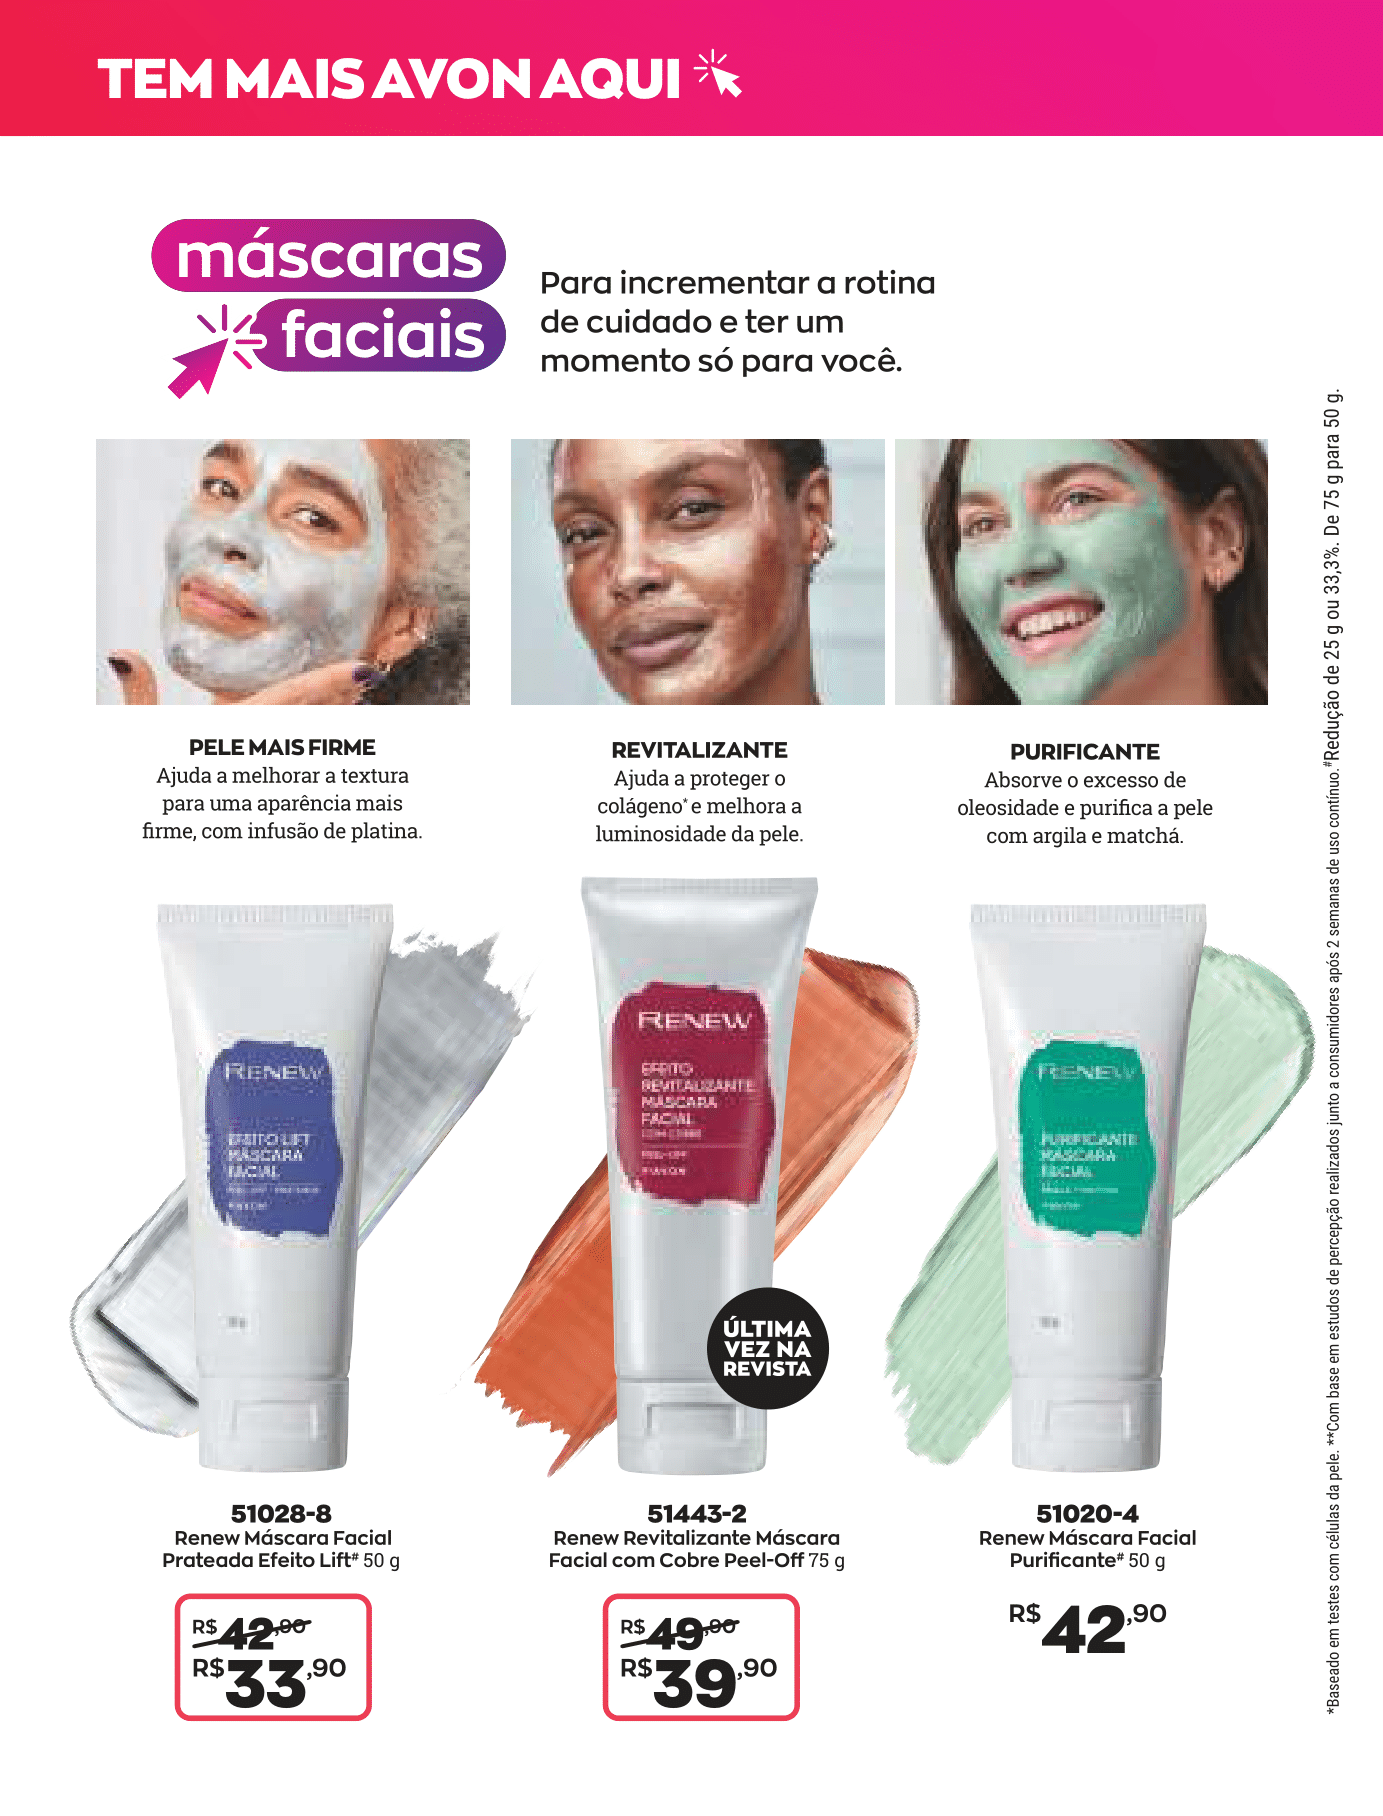 TEM MAIS AVON AQUI
máscaras
faciais
Para incrementar a rotina
de cuidado e ter um
momento só para você.
PELE MAIS FIRME
Ajuda a melhorar a textura
para uma aparência mais
firme, com infusão de platina.
REVITALIZANTE
Ajuda a proteger o
colágeno* e melhora a
luminosidade da pele.
PURIFICANTE
Absorve o excesso de
oleosidade e purifica a pele
com argila e matchá.
RENEW
EFEITO LIFT
MÁSCARA
FACIAL
RENEW
EFEITO
REVITALIZANTE
MÁSCARA
FACIAL
COM COBRE
PEEL-OFF
RENEW
PURIFICANTE
MÁSCARA
FACIAL
ÚLTIMA
VEZ NA
REVISTA
51028-8
Renew Máscara Facial
Prateada Efeito Lift# 50 g
R$ 42,90
R$ 33,90
51443-2
Renew Revitalizante Máscara
Facial com Cobre Peel-Off 75 g
R$ 49,90
R$ 39,90
51020-4
Renew Máscara Facial
Purificante# 50 g
R$ 42,90
*Baseado em testes com células da pele. **Com base em estudos de percepção realizados junto a consumidores após 2 semanas de uso contínuo. #Redução de 25 g ou 33,3%. De 75 g para 50 g.